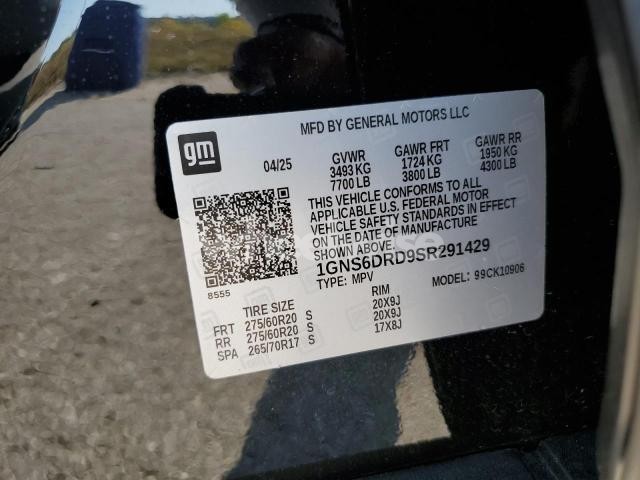 MFD BY GENERAL MOTORS LLC
gm
04/25
GVWR GAWR FRT GAWR RR
3493 KG 1724 KG 1950 KG
7700 LB 3800 LB 4300 LB
THIS VEHICLE CONFORMS TO ALL
APPLICABLE U.S. FEDERAL MOTOR
VEHICLE SAFETY STANDARDS IN EFFECT
ON THE DATE OF MANUFACTURE
SHOWN ABOVE.
1GNS6DRD9SR291429
TYPE: MPV MODEL: 99CK10906
8555
TIRE SIZE RIM
FRT 275/60R20 S 20X9J
RR 275/60R20 S 20X9J
SPA 265/70R17 S 17X8J